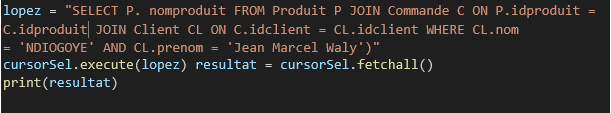 lopez = "SELECT P. nomproduit FROM Produit P JOIN Commande C ON P.idproduit =
C.idproduit JOIN Client CL ON C.idclient = CL.idclient WHERE CL.nom
= 'NDIOGOYE' AND CL.prenom = 'Jean Marcel Waly')"
cursorSel.execute(lopez) resultat = cursorSel.fetchall()
print(resultat)